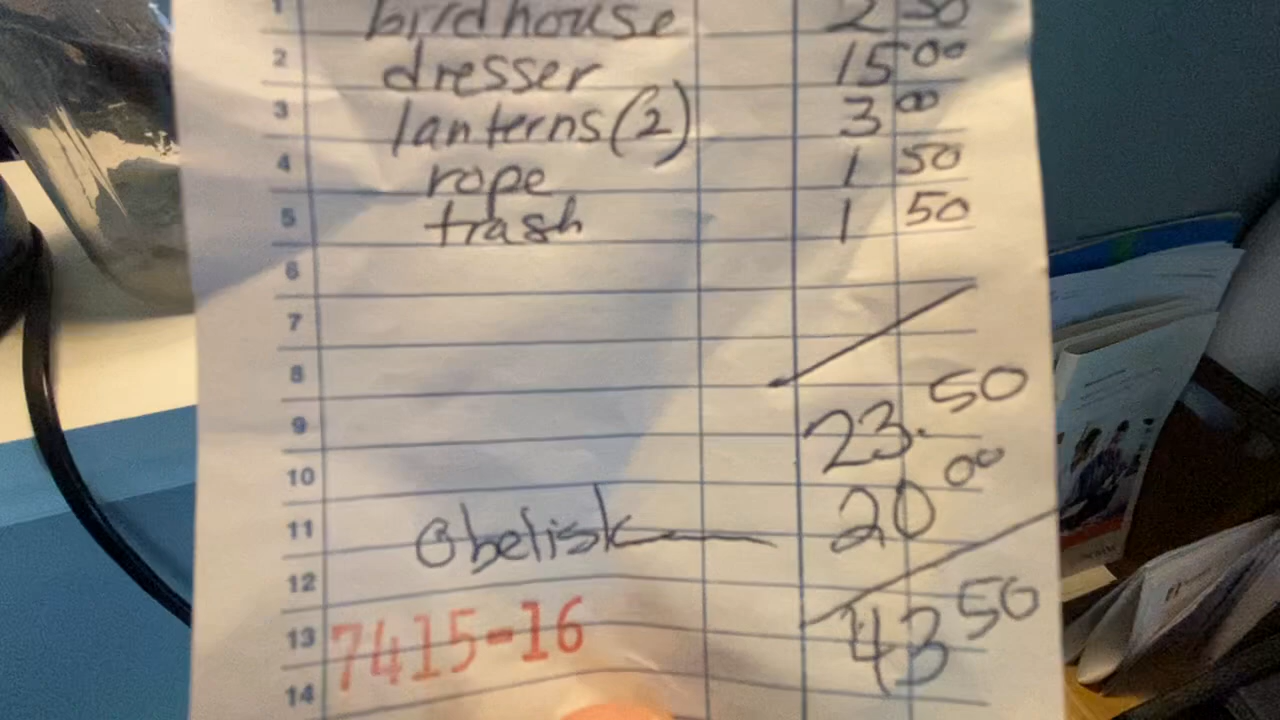 1 birdhouse 2 50
2 dresser 15 00
3 lanterns (2) 3 00
4 rope 1 50
5 trash 1 50
6
7
8
9 23.50
10
11 Obelisk 20 00
12
13 7415-16 43 50
14